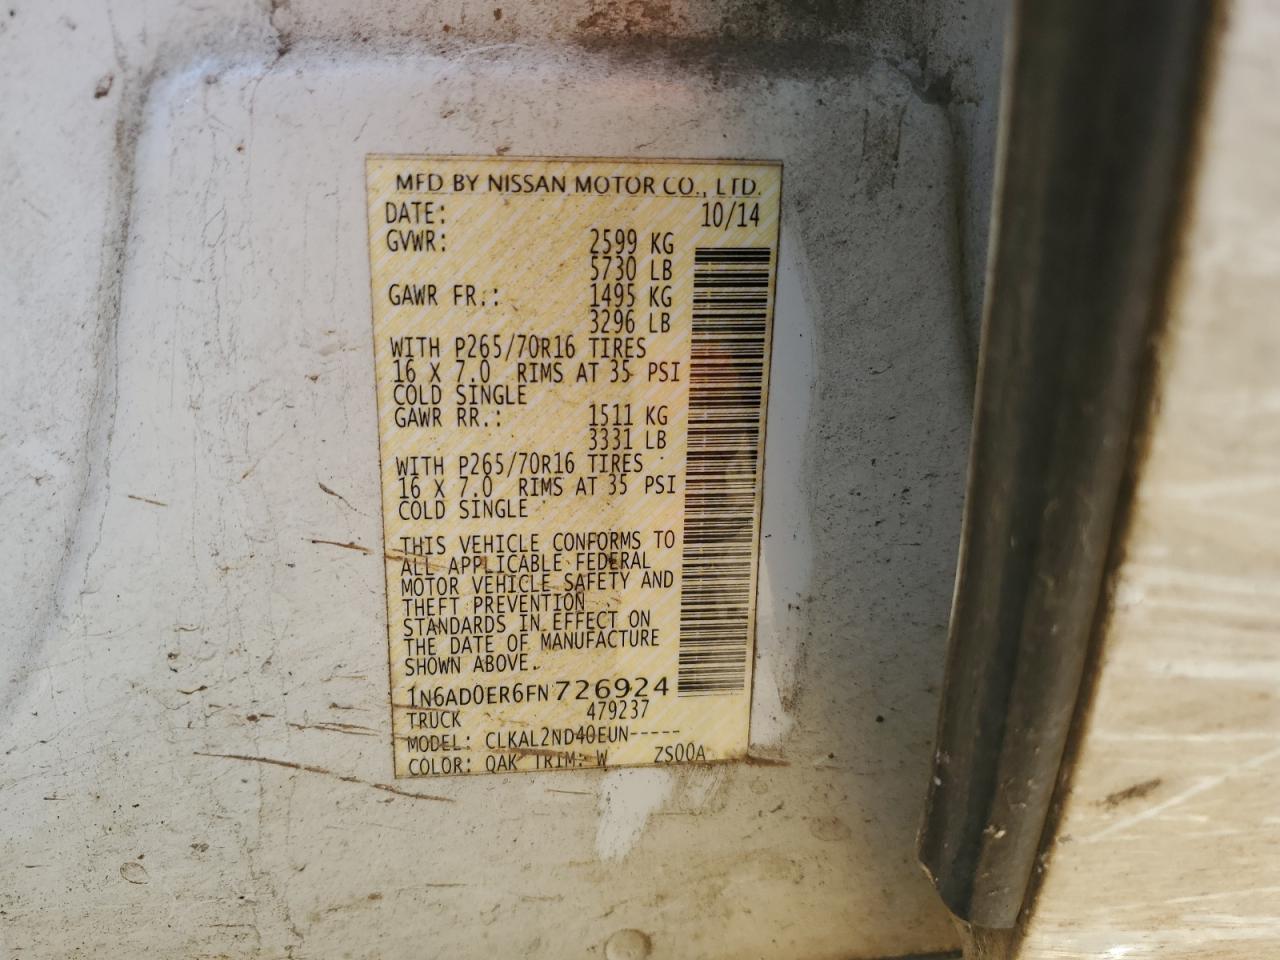 MFD BY NISSAN MOTOR CO., LTD.
DATE: 10/14
GVWR: 2599 KG
5730 LB
GAWR FR.: 1495 KG
3296 LB
WITH P265/70R16 TIRES
16 X 7.0 RIMS AT 35 PSI
COLD SINGLE
GAWR RR.: 1511 KG
3331 LB
WITH P265/70R16 TIRES
16 X 7.0 RIMS AT 35 PSI
COLD SINGLE
THIS VEHICLE CONFORMS TO
ALL APPLICABLE FEDERAL
MOTOR VEHICLE SAFETY AND
THEFT PREVENTION
STANDARDS IN EFFECT ON
THE DATE OF MANUFACTURE
SHOWN ABOVE.
1N6AD0ER6FN726924
TRUCK 479237
MODEL: CLKAL2ND40EUN-----
COLOR: QAK TRIM: W ZS00A